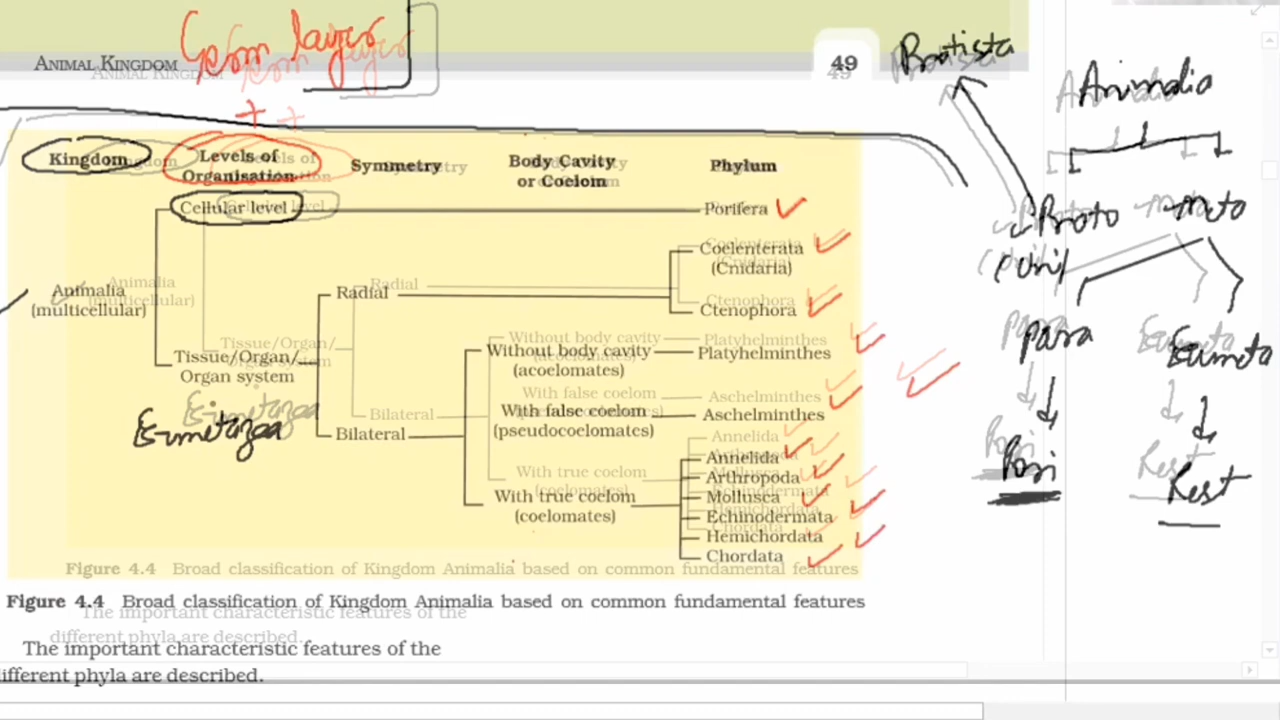 Germ layer
ANIMAL KINGDOM 49
Protista
Animalia
+
Kingdom Levels of Organisation Symmetry Body Cavity or Coelom Phylum
Cellular level Porifera
Proto Meta
Coelenterata
(Cnidaria)
Radial
Ctenophora
Animalia
(multicellular)
Para Eumeta
Tissue/Organ/
Organ system
Without body cavity
(acoelomates)
Platyhelminthes
With false coelom
(pseudocoelomates)
Aschelminthes
Eumetazoa
Bilateral
Annelida
Arthropoda
With true coelom
(coelomates)
Mollusca
Echinodermata
Hemichordata
Chordata
Pori Rest
Figure 4.4 Broad classification of Kingdom Animalia based on common fundamental features
The important characteristic features of the
different phyla are described.